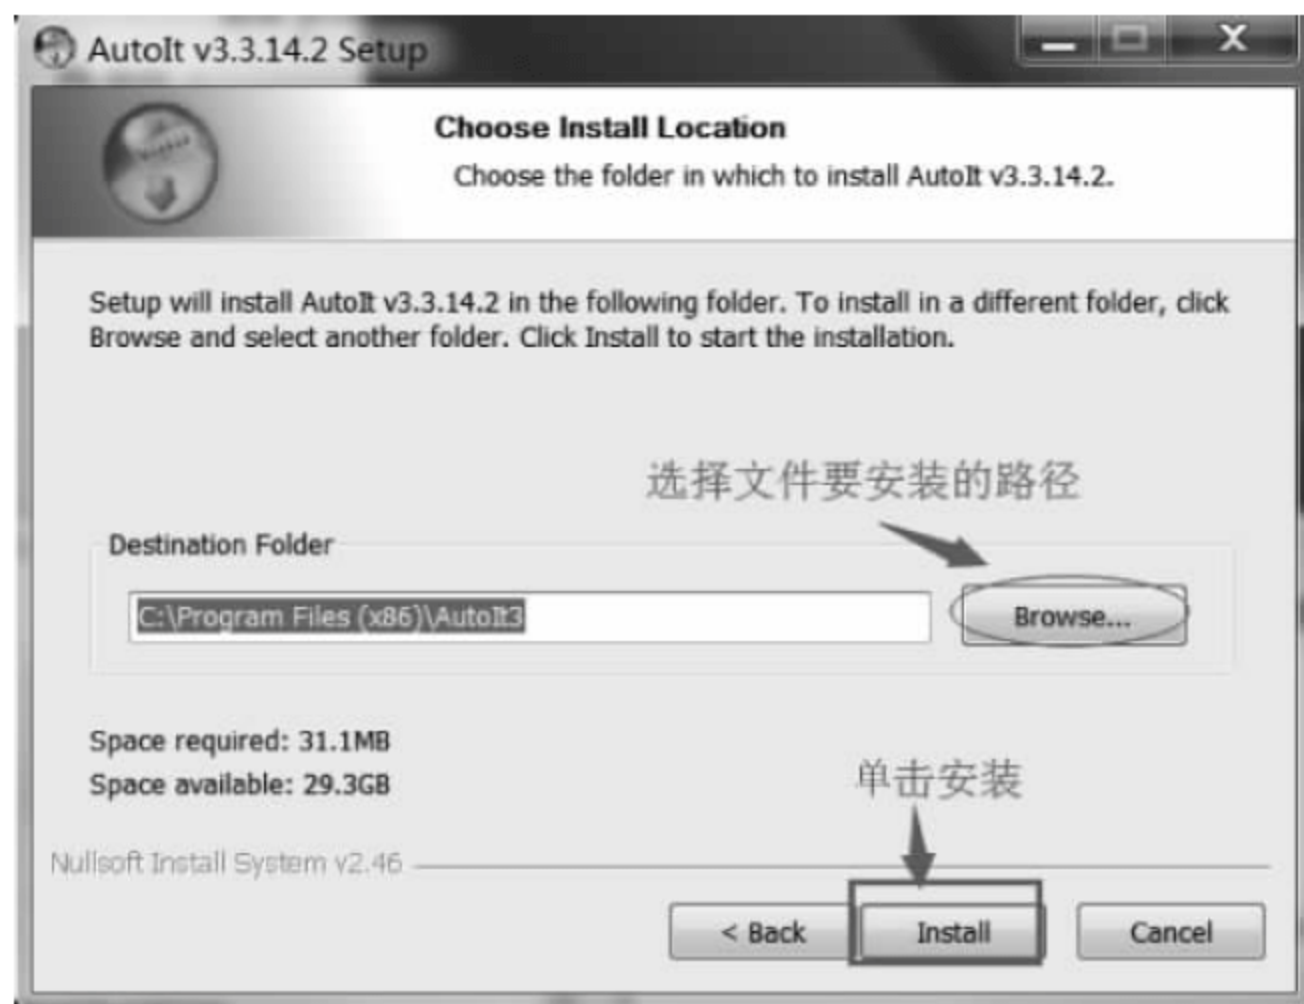 AutoIt v3.3.14.2 Setup
Choose Install Location
Choose the folder in which to install AutoIt v3.3.14.2.
Setup will install AutoIt v3.3.14.2 in the following folder. To install in a different folder, click
Browse and select another folder. Click Install to start the installation.
选择文件要安装的路径
Destination Folder
C:\Program Files (x86)\AutoIt3
Browse...
Space required: 31.1MB
Space available: 29.3GB
单击安装
Nullsoft Install System v2.46
< Back
Install
Cancel